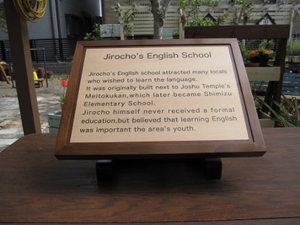 Jirocho's English School
Jirocho's English school attracted many locals
who wished to learn the language.
It was originally built next to Joshu Temple's
Meitokukan,which later became Shimizu
Elementary School.
Jirocho himself never received a formal
education,but believed that learning English
was important the area's youth.